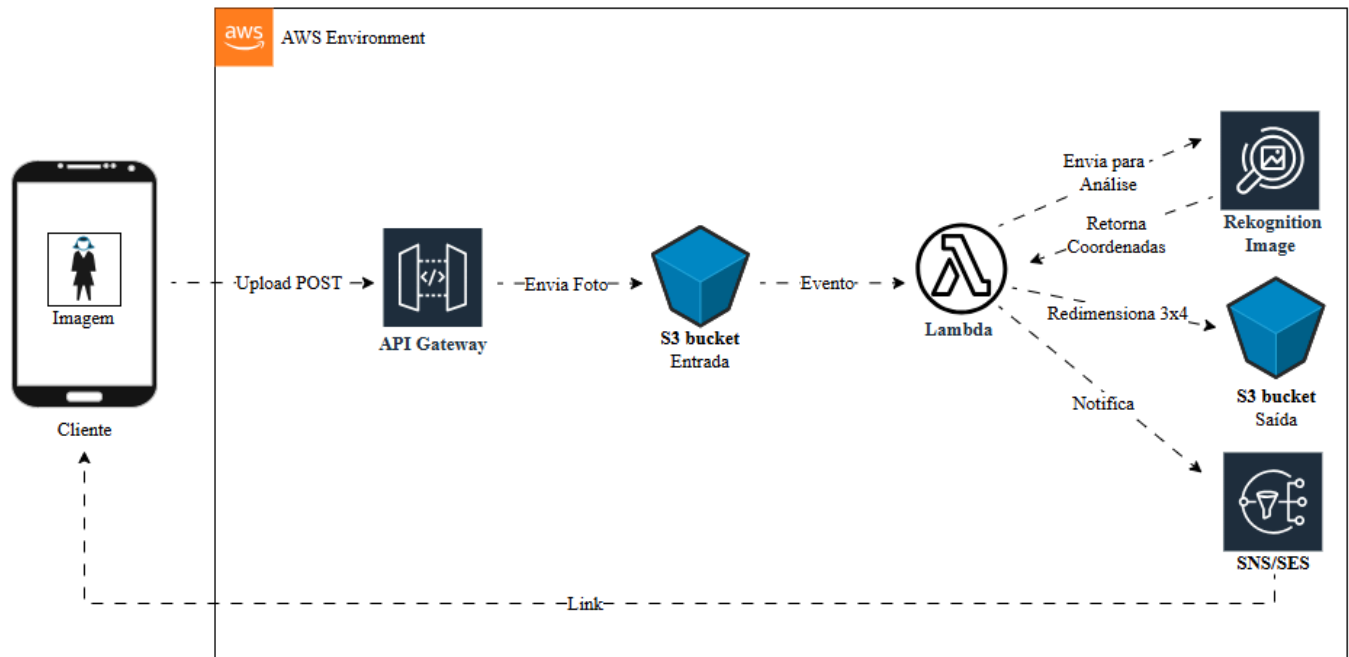 aws
AWS Environment
Imagem
Cliente
Upload POST
</>
API Gateway
Envia Foto
S3 bucket
Entrada
Evento
Lambda
Envia para
Análise
Retorna
Coordenadas
Rekognition
Image
Redimensiona 3x4
S3 bucket
Saída
Notifica
SNS/SES
Link